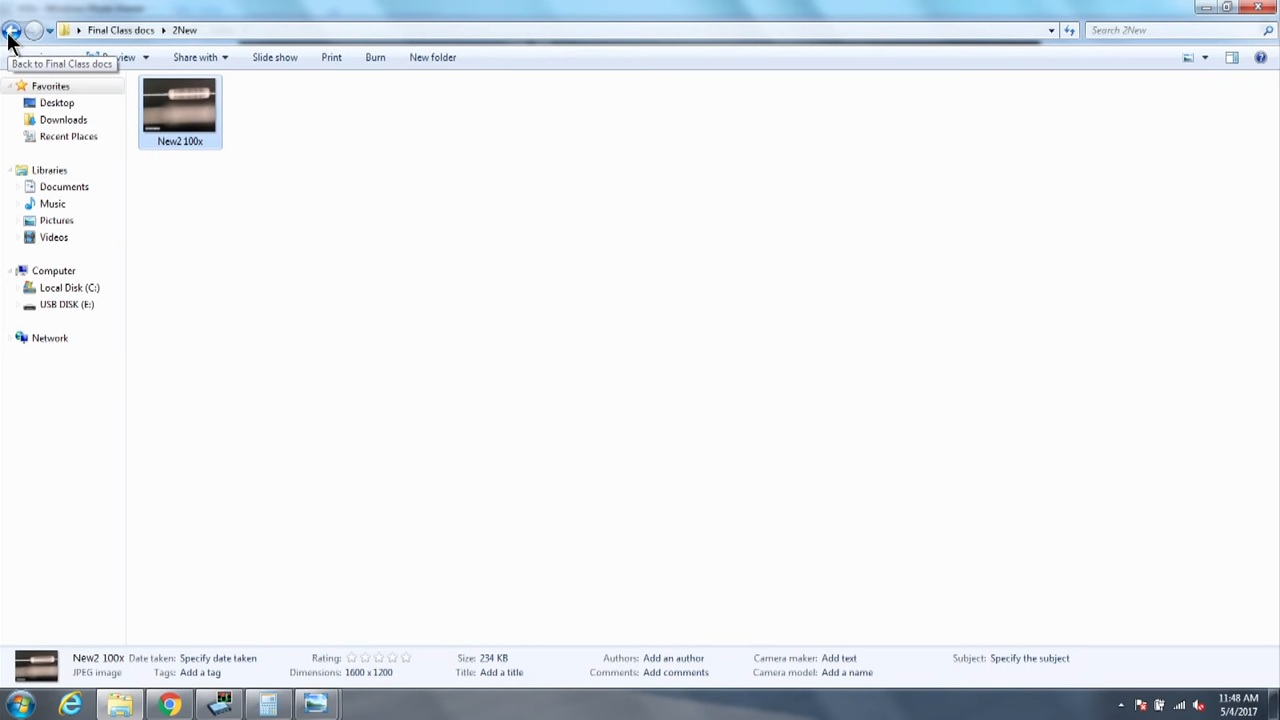 Final Class docs
2New
Search 2New
Share with
Slide show
Print
Burn
New folder
Back to Final Class docs
Favorites
Desktop
Downloads
Recent Places
Libraries
Documents
Music
Pictures
Videos
Computer
Local Disk (C:)
USB DISK (E:)
Network
New2 100x
New2 100x Date taken: Specify date taken Rating: Size: 234 KB Authors: Add an author Camera maker: Add text Subject: Specify the subject
JPEG image Tags: Add a tag Dimensions: 1600 x 1200 Title: Add a title Comments: Add comments Camera model: Add a name
11:48 AM
5/4/2017